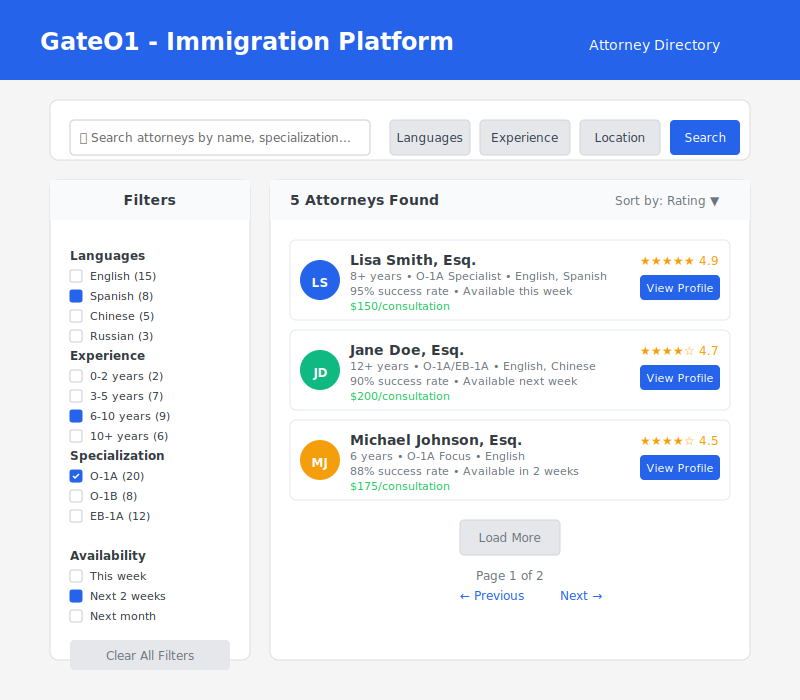 GateO1 - Immigration Platform
Attorney Directory
Search attorneys by name, specialization...
Languages
Experience
Location
Search
Filters
Languages
English (15)
Spanish (8)
Chinese (5)
Russian (3)
Experience
0-2 years (2)
3-5 years (7)
6-10 years (9)
10+ years (6)
Specialization
O-1A (20)
O-1B (8)
EB-1A (12)
Availability
This week
Next 2 weeks
Next month
Clear All Filters
5 Attorneys Found
Sort by: Rating ▼
LS
Lisa Smith, Esq.
8+ years • O-1A Specialist • English, Spanish
95% success rate • Available this week
$150/consultation
★★★★★ 4.9
View Profile
JD
Jane Doe, Esq.
12+ years • O-1A/EB-1A • English, Chinese
90% success rate • Available next week
$200/consultation
★★★★☆ 4.7
View Profile
MJ
Michael Johnson, Esq.
6 years • O-1A Focus • English
88% success rate • Available in 2 weeks
$175/consultation
★★★★☆ 4.5
View Profile
Load More
Page 1 of 2
← Previous
Next →